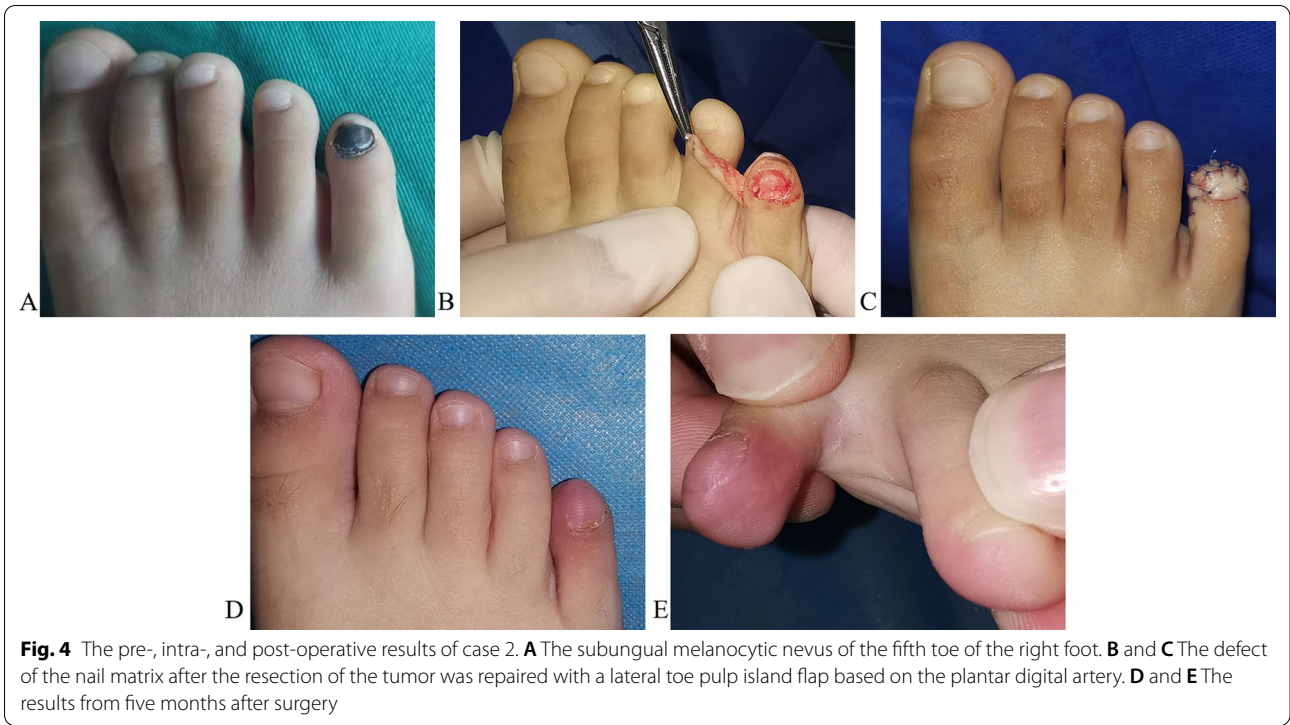 A
B
C
D
E
Fig. 4 The pre-, intra-, and post-operative results of case 2. A The subungual melanocytic nevus of the fifth toe of the right foot. B and C The defect
of the nail matrix after the resection of the tumor was repaired with a lateral toe pulp island flap based on the plantar digital artery. D and E The
results from five months after surgery